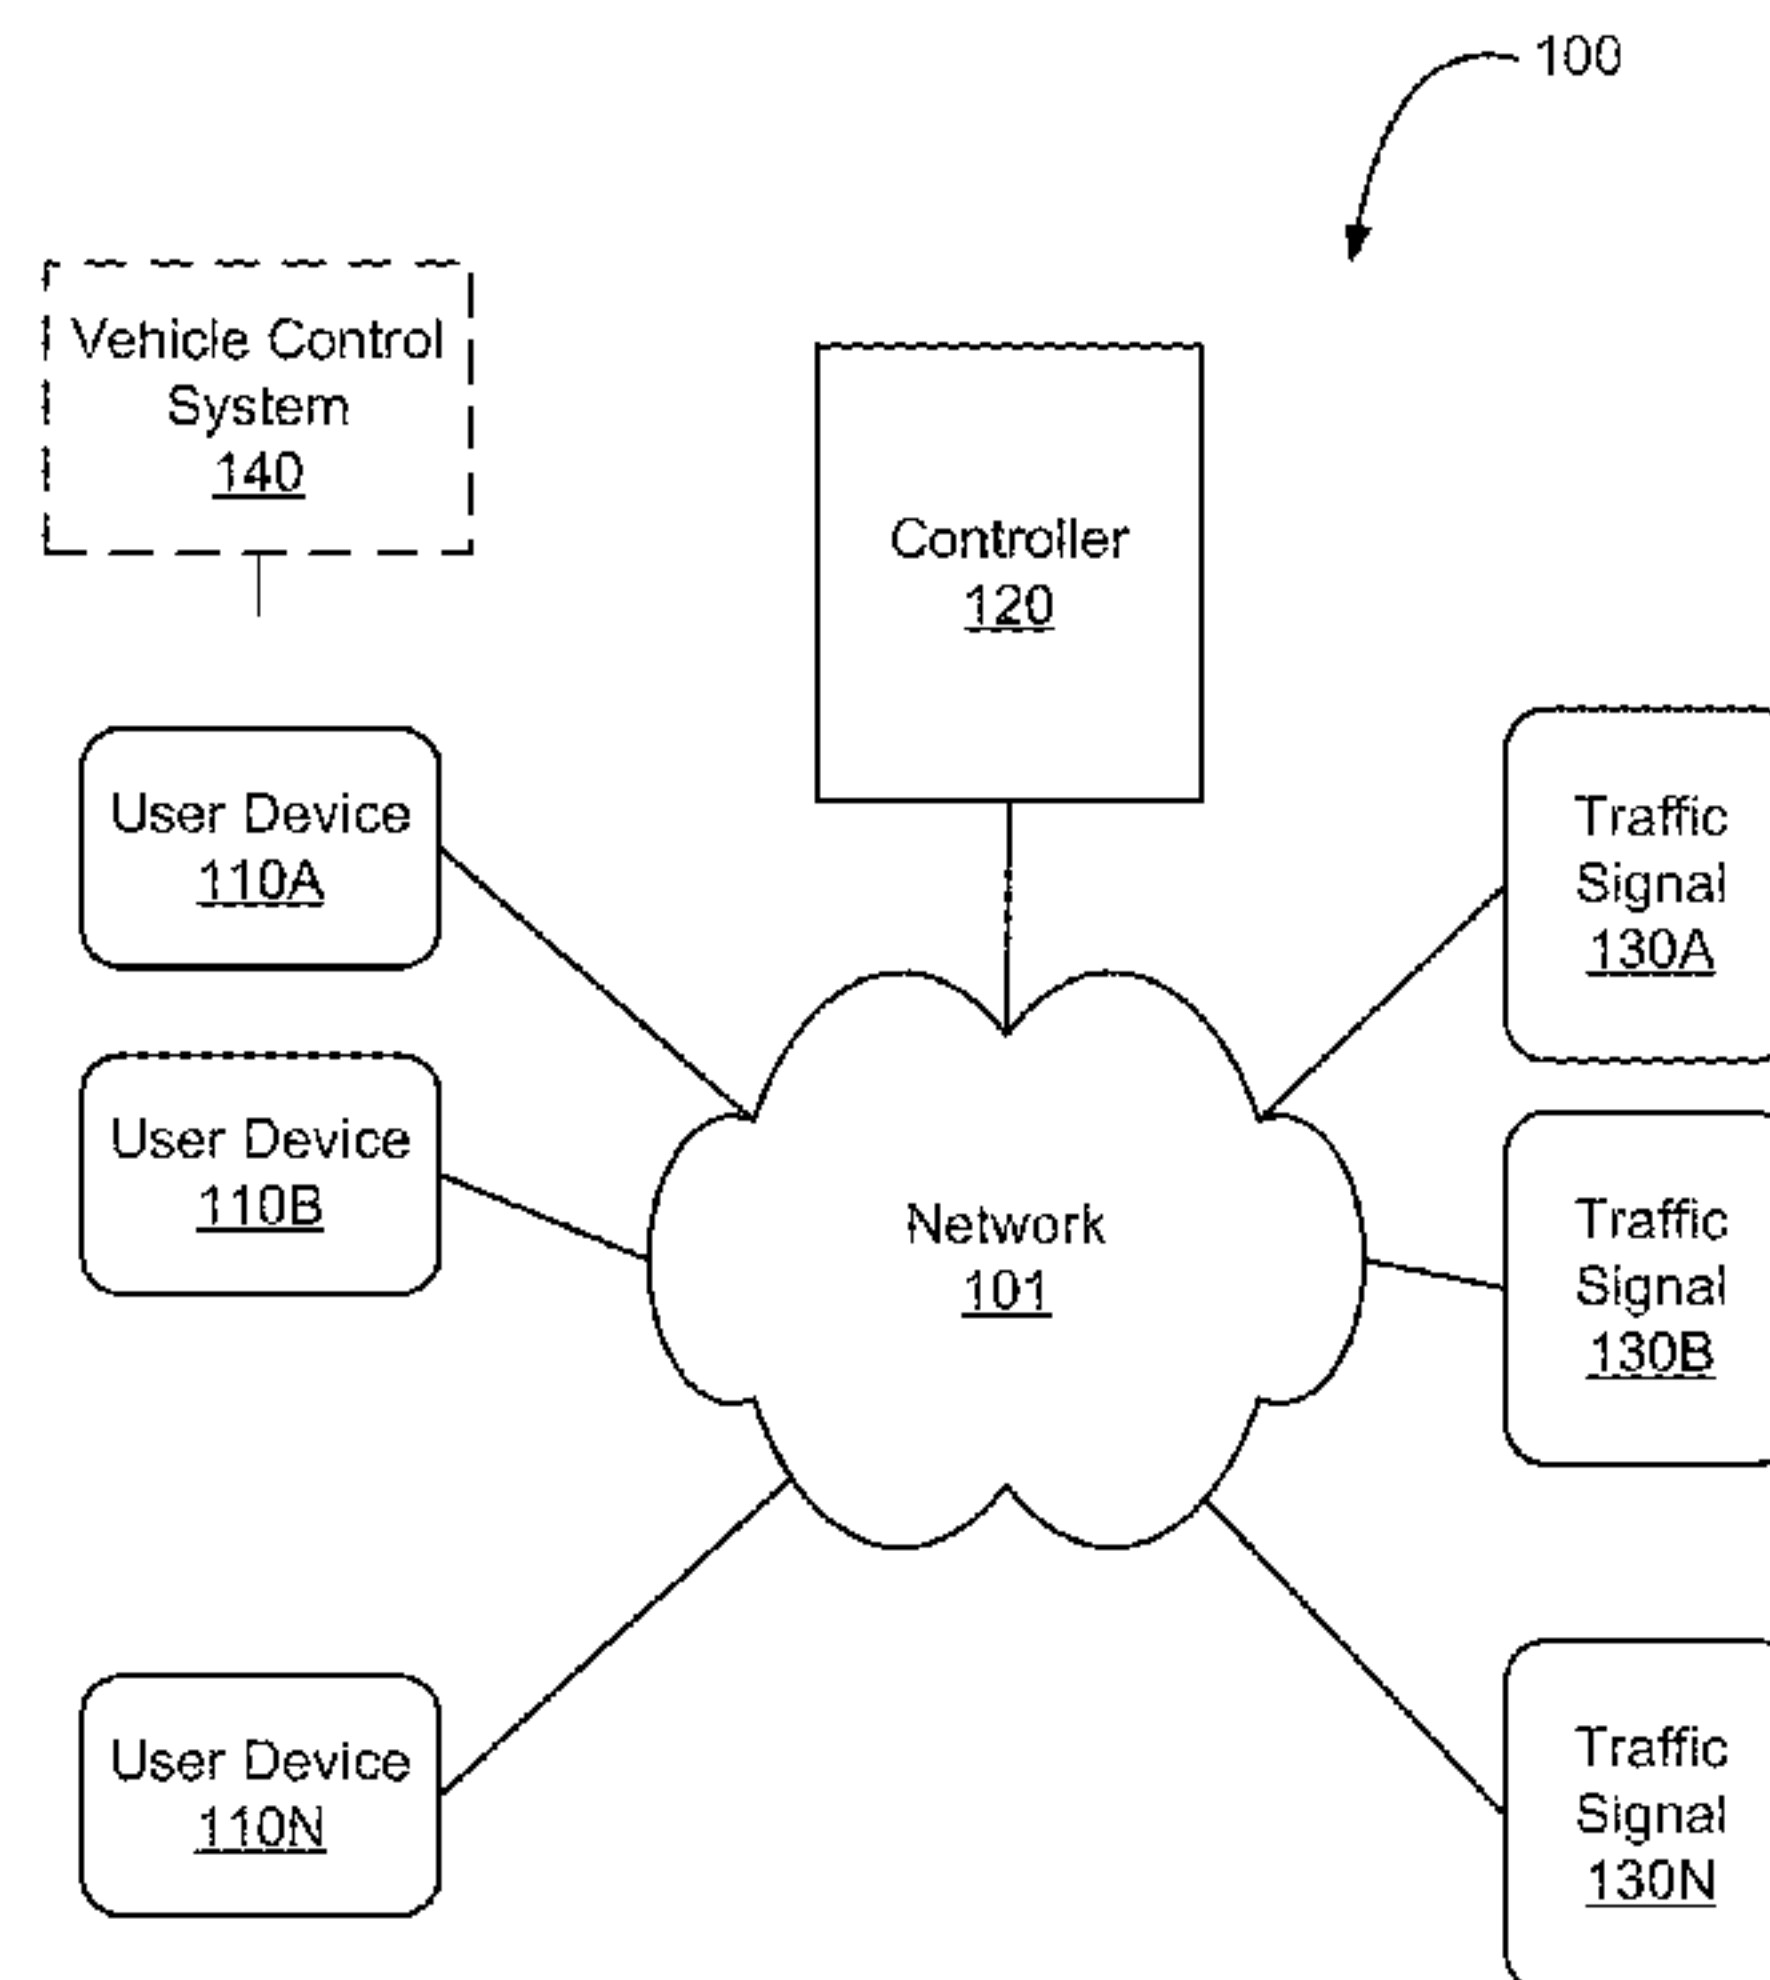 100
Vehicle Control
System
140
Controller
120
User Device
110A
Traffic
Signal
130A
User Device
110B
Network
101
Traffic
Signal
130B
User Device
110N
Traffic
Signal
130N